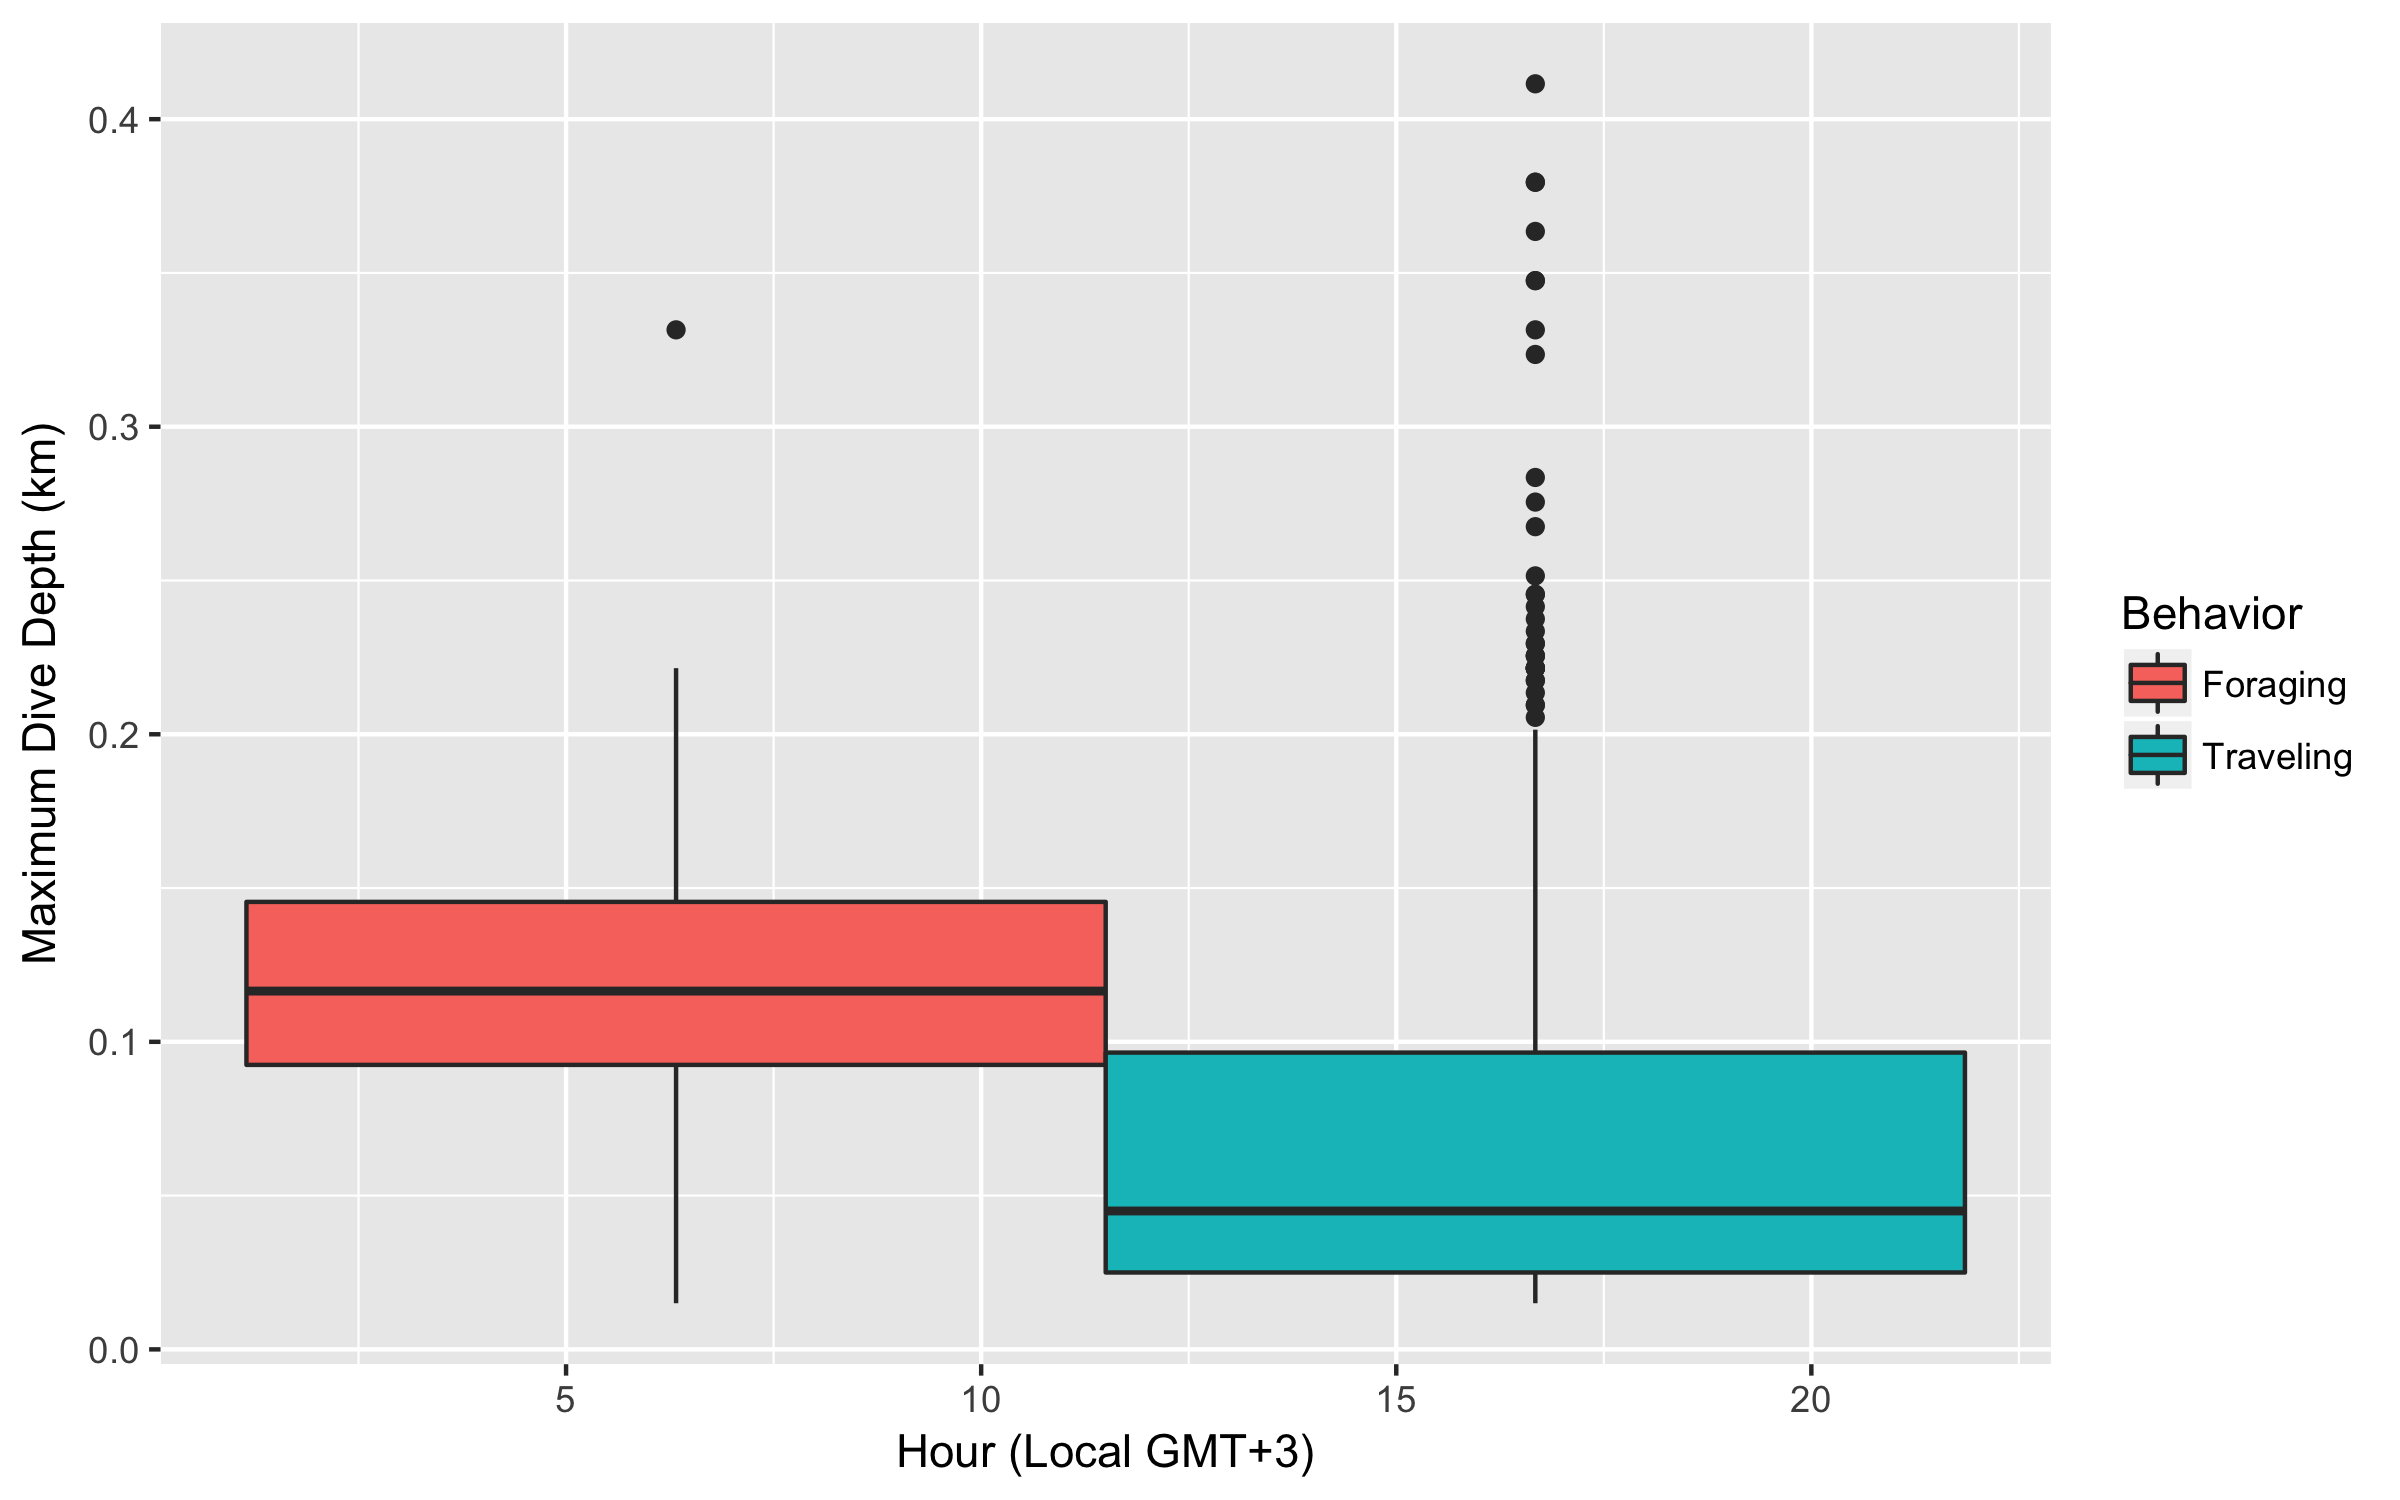 Maximum Dive Depth (km)
0.4
0.3
0.2
0.1
0.0
5
10
15
20
Hour (Local GMT+3)
Behavior
Foraging
Traveling